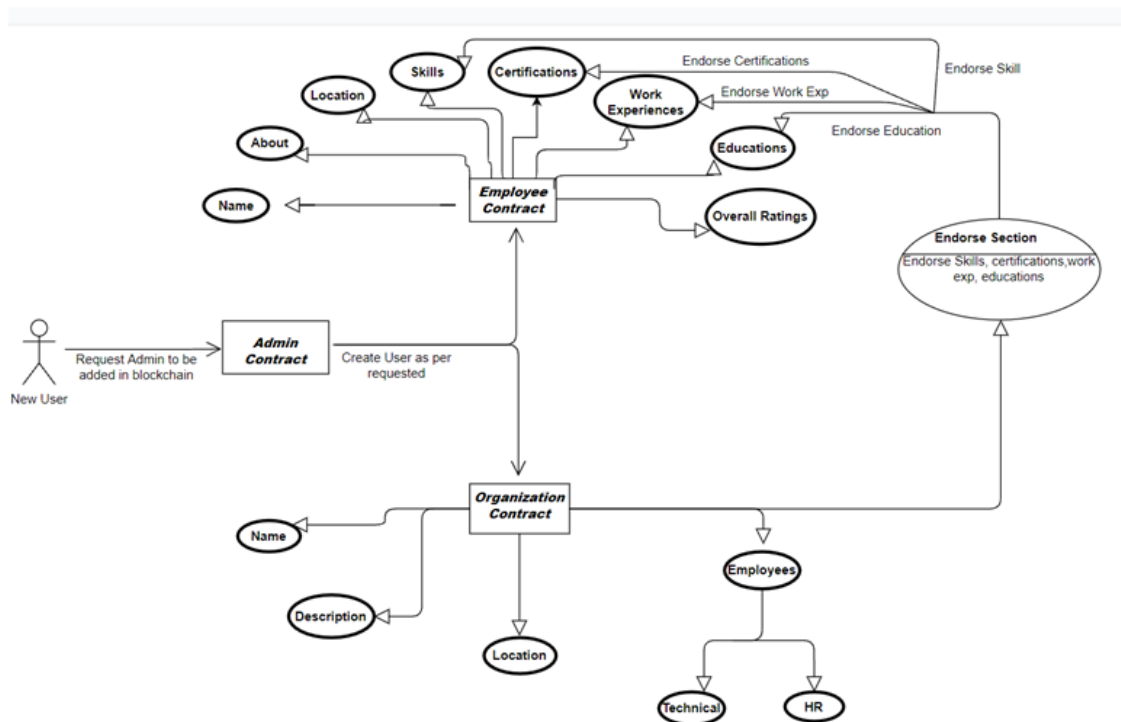 Skills
Certifications
Endorse Certifications
Endorse Skill
Location
Work
Experiences
Endorse Work Exp
About
Educations
Endorse Education
Name
Employee
Contract
Overall Ratings
Endorse Section
Endorse Skills, certifications,work
exp, educations
Admin
Contract
Request Admin to be
added in blockchain
Create User as per
requested
New User
Organization
Contract
Name
Employees
Description
Location
Technical
HR